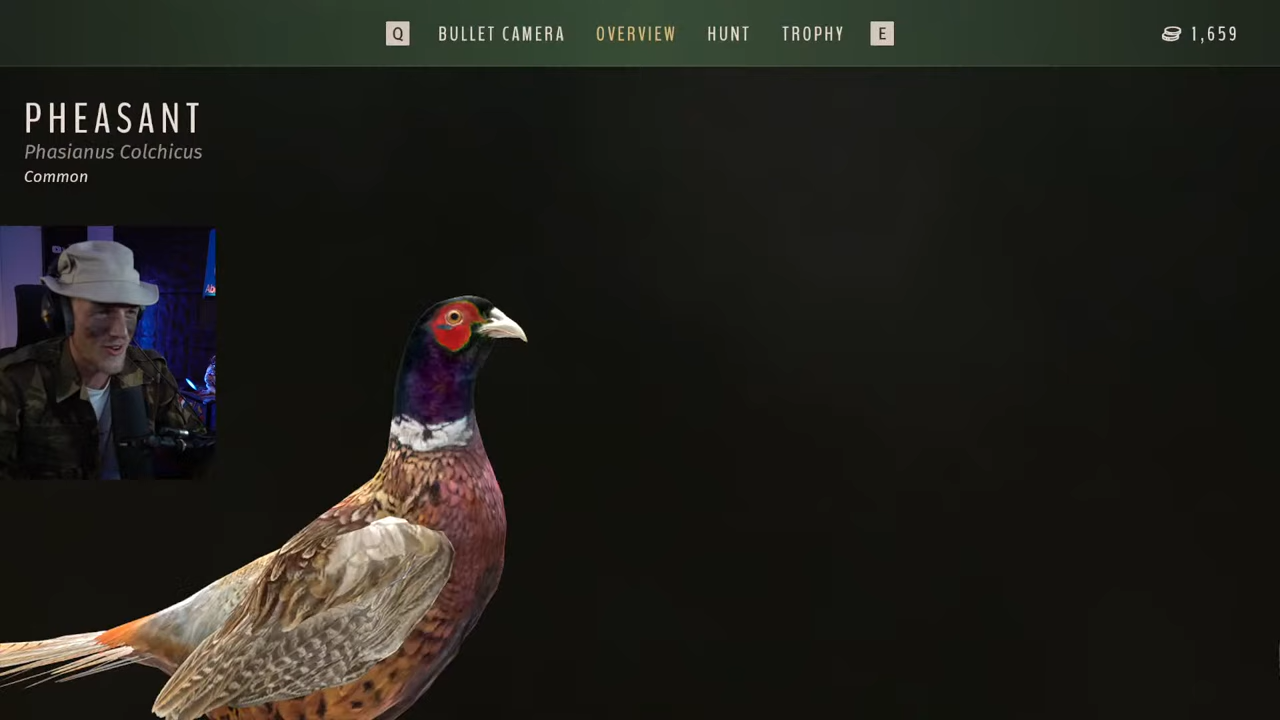 Q BULLET CAMERA OVERVIEW HUNT TROPHY E 1,659
PHEASANT
Phasianus Colchicus
Common